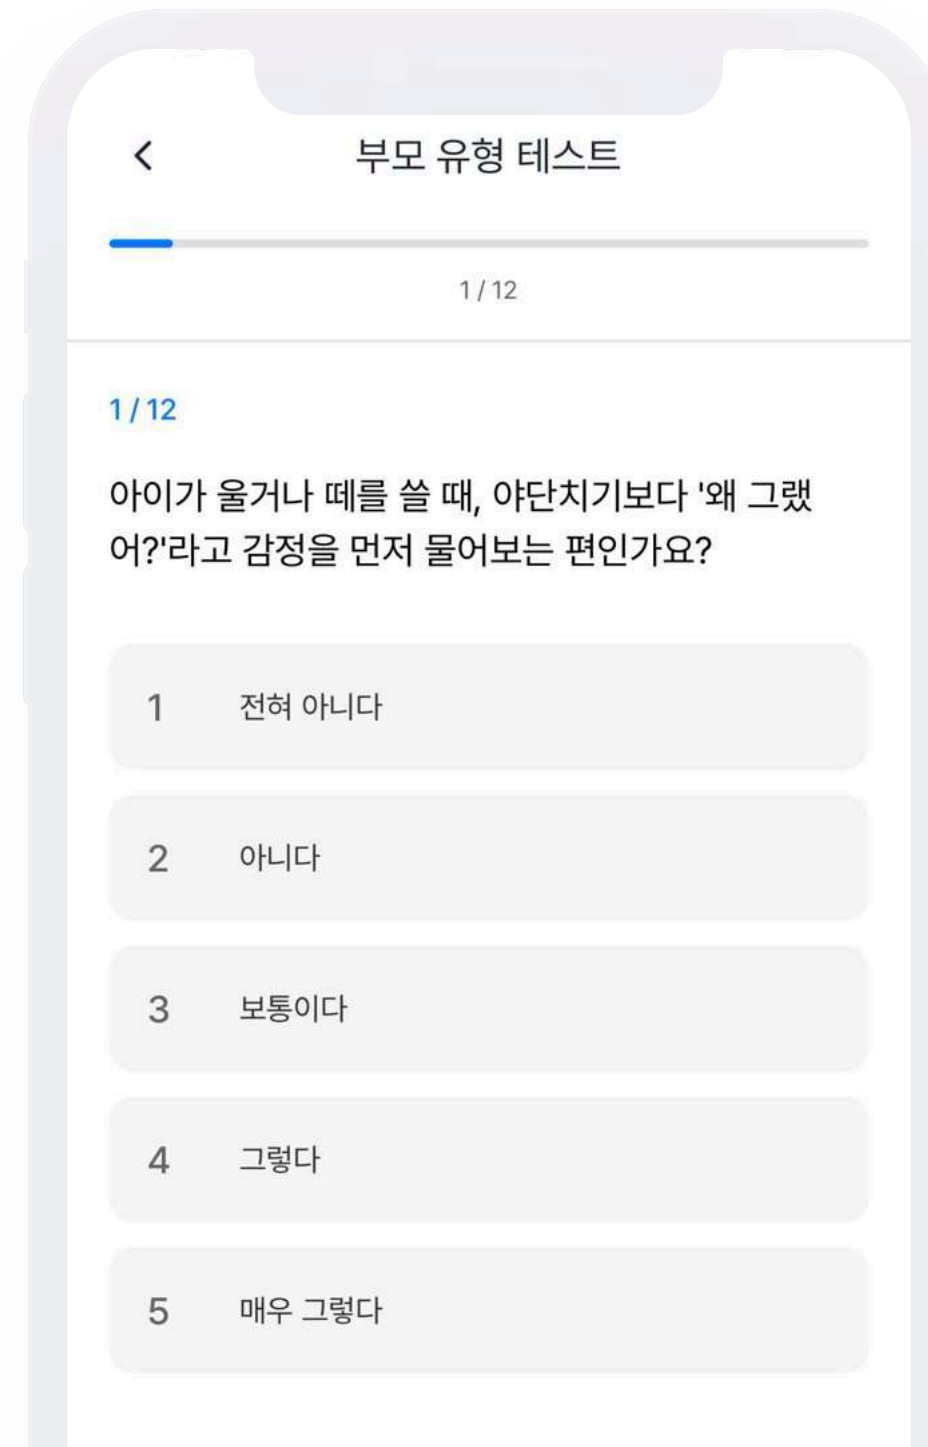 부모 유형 테스트
1 / 12
1 / 12
아이가 울거나 떼를 쓸 때, 야단치기보다 '왜 그랬
어?'라고 감정을 먼저 물어보는 편인가요?
1 전혀 아니다
2 아니다
3 보통이다
4 그렇다
5 매우 그렇다